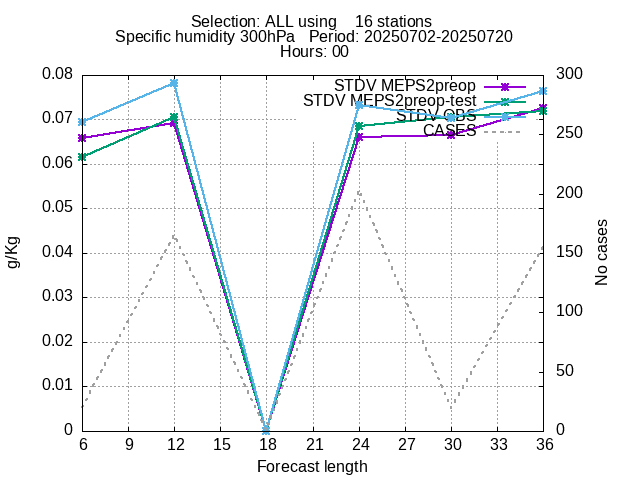 Selection: ALL using 16 stations
Specific humidity 300hPa Period: 20250702-20250720
Hours: 00
STDV MEPS2preop
STDV MEPS2preop-test
STDV OBS
CASES
0.08
0.07
0.06
0.05
0.04
0.03
0.02
0.01
0
300
250
200
150
100
50
0
g/Kg
No cases
6 9 12 15 18 21 24 27 30 33 36
Forecast length